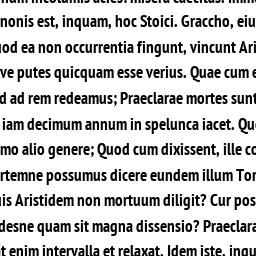 nonis est, inquam, hoc Stoici. Graccho, eiu
od ea non occurrentia fingunt, vincunt Ari
ve putes quicquam esse verius. Quae cum e
d ad rem redeamus; Praeclarae mortes sunt
iam decimum annum in spelunca iacet. Qu
mo alio genere; Quod cum dixissent, ille co
rtemne possumus dicere eundem illum Tor
is Aristidem non mortuum diligit? Cur pos
desne quam sit magna dissensio? Praeclara
t enim intervalla et relaxat. Idem iste, inqu